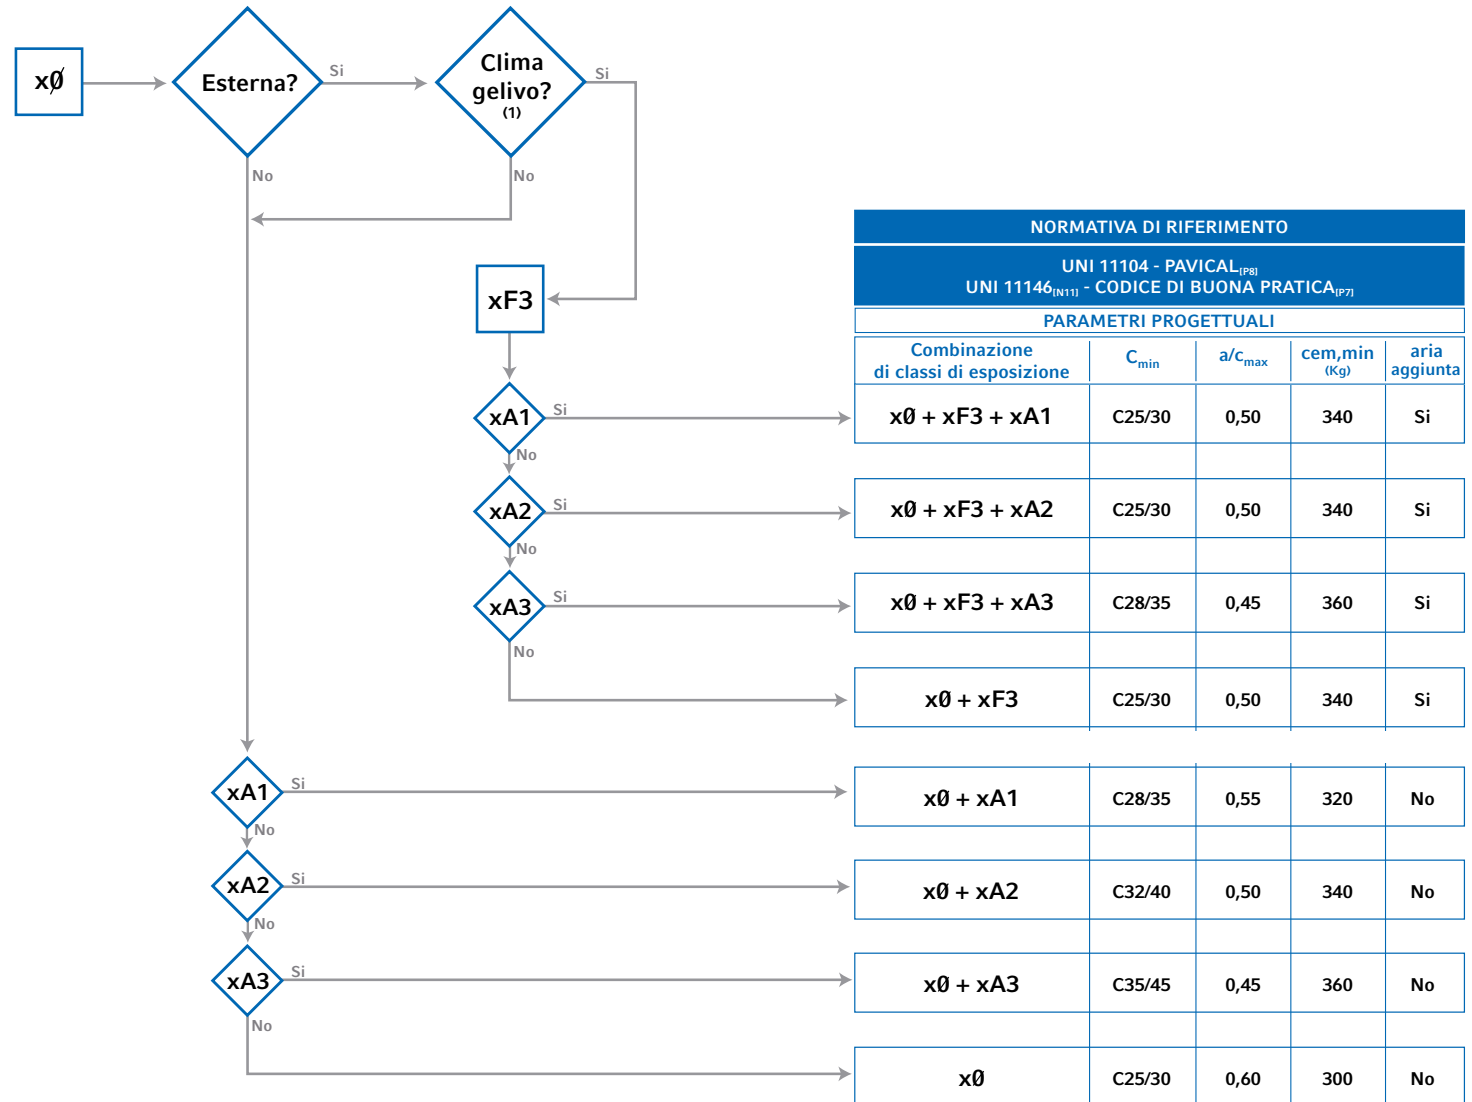 x0
Esterna?
Si
Clima
gelivo?
(1)
Si
No
No
xF3
xA1
Si
No
xA2
Si
No
xA3
Si
No
xA1
Si
No
xA2
Si
No
xA3
Si
No
NORMATIVA DI RIFERIMENTO
UNI 11104 - PAVICAL[P8]
UNI 11146[N11] - CODICE DI BUONA PRATICA[P7]
PARAMETRI PROGETTUALI
Combinazione
di classi di esposizione
Cmin
a/cmax
cem,min
(Kg)
aria
aggiunta
x0 + xF3 + xA1 C25/30 0,50 340 Si
x0 + xF3 + xA2 C25/30 0,50 340 Si
x0 + xF3 + xA3 C28/35 0,45 360 Si
x0 + xF3 C25/30 0,50 340 Si
x0 + xA1 C28/35 0,55 320 No
x0 + xA2 C32/40 0,50 340 No
x0 + xA3 C35/45 0,45 360 No
x0 C25/30 0,60 300 No